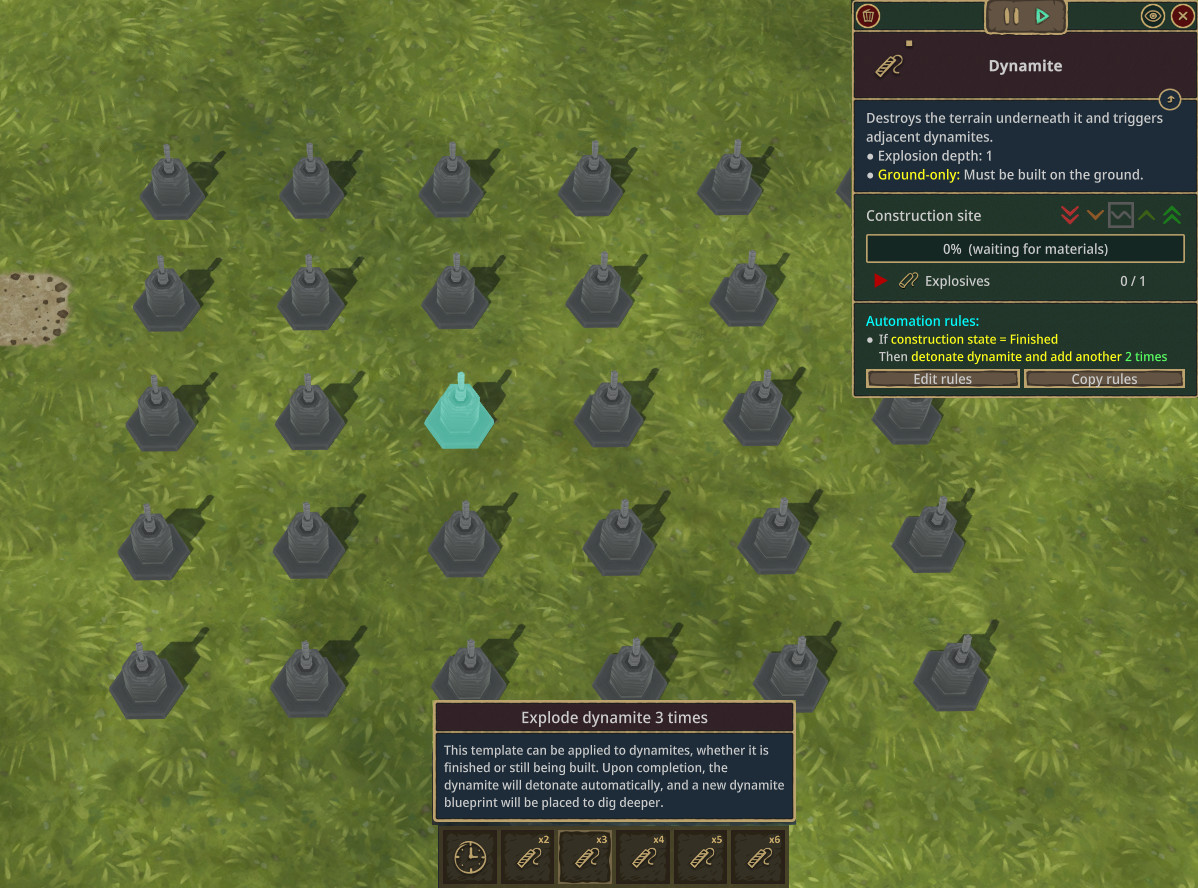 Dynamite
Destroys the terrain underneath it and triggers
adjacent dynamites.
● Explosion depth: 1
● Ground-only: Must be built on the ground.
Construction site
0% (waiting for materials)
Explosives 0 / 1
Automation rules:
● If construction state = Finished
Then detonate dynamite and add another 2 times
Edit rules Copy rules
Explode dynamite 3 times
This template can be applied to dynamites, whether it is
finished or still being built. Upon completion, the
dynamite will detonate automatically, and a new dynamite
blueprint will be placed to dig deeper.
x2 x3 x4 x5 x6